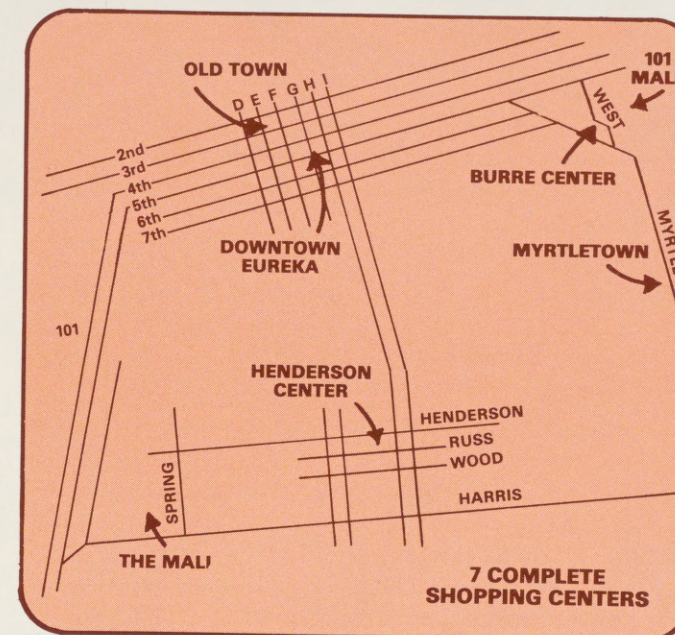 OLD TOWN
101
MALL
D E F G H I
WEST
2nd
3rd
4th
5th
6th
7th
BURRE CENTER
DOWNTOWN
EUREKA
MYRTLETOWN
MYRTLE
101
HENDERSON
CENTER
HENDERSON
RUSS
WOOD
SPRING
HARRIS
THE MALL
7 COMPLETE
SHOPPING CENTERS